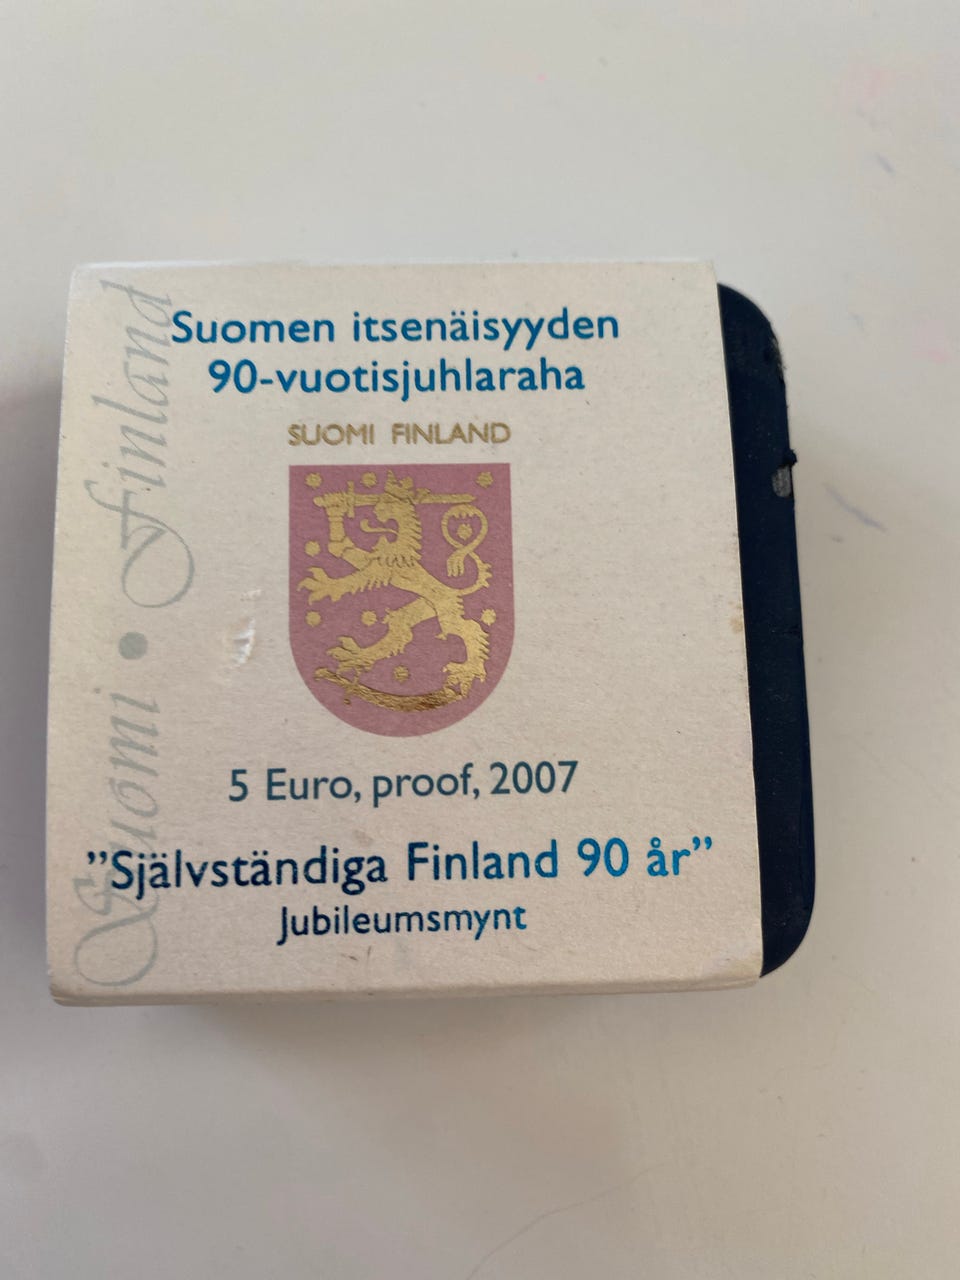 Suomen itsenäisyyden
90-vuotisjuhlaraha
SUOMI FINLAND
5 Euro, proof, 2007
”Självständiga Finland 90 år”
Jubileumsmynt
Suomi • Finland